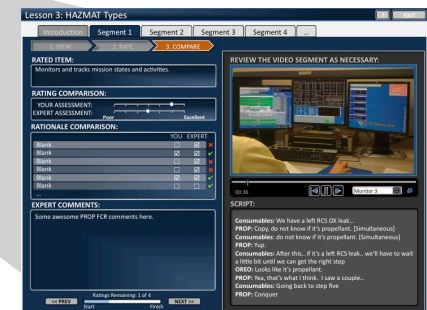 Lesson 3: HAZMAT Types
? EXIT
Introduction Segment 1 Segment 2 Segment 3 Segment 4 ...
1. VIEW 2. RATE 3. COMPARE
RATED ITEM:
Monitors and tracks mission states and activities.
RATING COMPARISON:
YOUR ASSESSMENT:
EXPERT ASSESSMENT:
Poor Excellent
RATIONALE COMPARISON:
YOU EXPERT
Blank
Blank
Blank
Blank
Blank
Blank
...
EXPERT COMMENTS:
Some awesome PROP FCR comments here.
<< PREV
Ratings Remaining: 1 of 4
Start Finish
NEXT >>
REVIEW THE VIDEO SEGMENT AS NECESSARY:
00:36
Monitor 3
SCRIPT:
Consumables: We have a left RCS OX leak...
PROP: Copy, do not know if it's propellant. [Simultaneous]
Consumables: do not know if it's propellant. [Simultaneous]
PROP: Yup.
Consumables: After this.. if it's a left RCS leak.. we'll have to wait
a little bit until we can get the right step
OREO: Looks like it's propellant.
PROP: Yea, that's what I think. I saw a couple...
Consumables: Going back to step five
PROP: Conquer